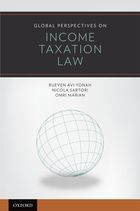 GLOBAL PERSPECTIVES ON
INCOME TAXATION
LAW
REUVEN AVI-YONAH
NICOLA SARTORI
OMRI MARIAN
OXFORD